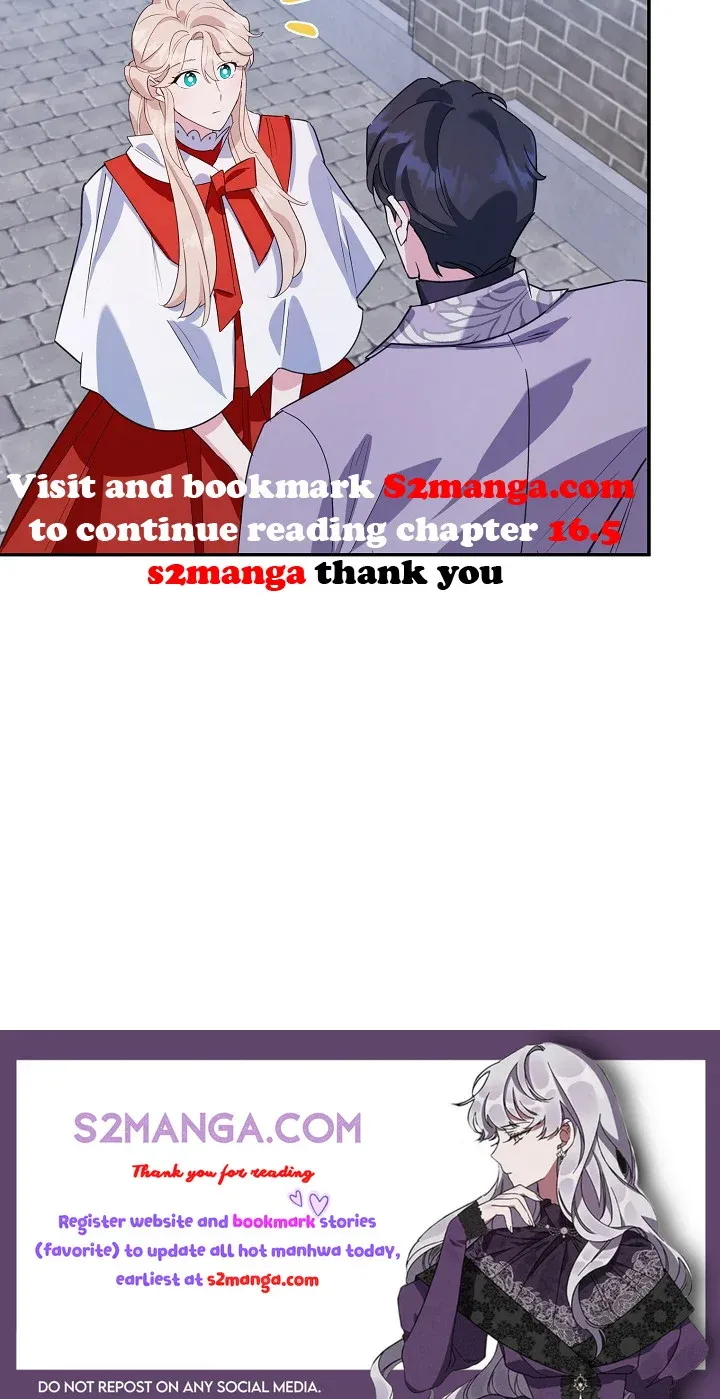 Visit and bookmark S2manga.com
to continue reading chapter 16.5
s2manga thank you
S2MANGA.COM
Thank you for reading
Register website and bookmark stories
(favorite) to update all hot manhwa today,
earliest at s2manga.com
DO NOT REPOST ON ANY SOCIAL MEDIA.